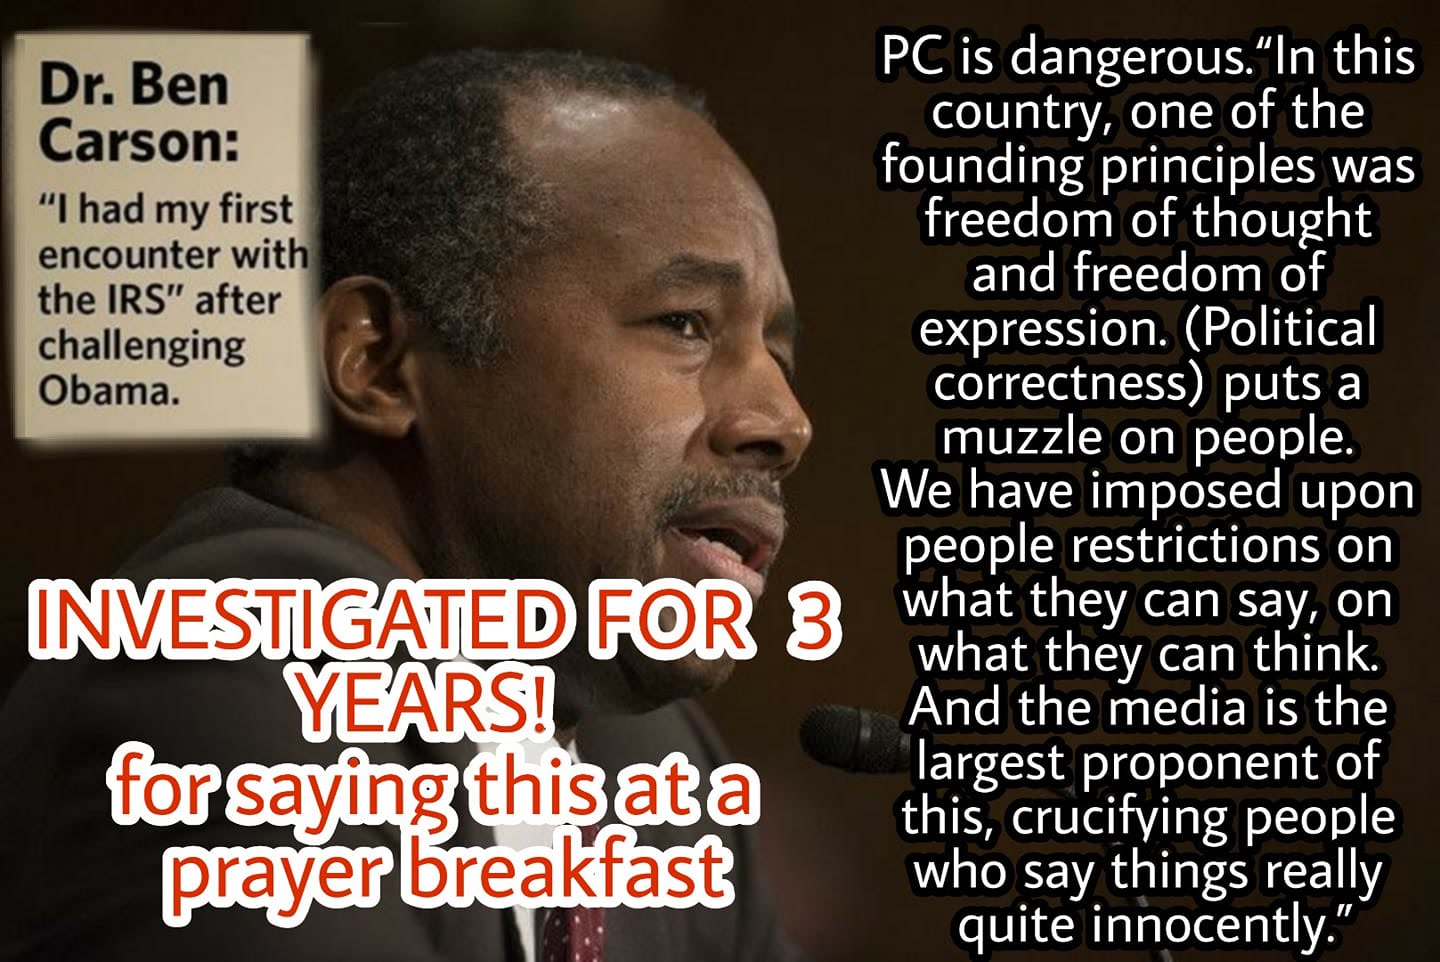 Dr. Ben
Carson:
“I had my first
encounter with
the IRS” after
challenging
Obama.
INVESTIGATED FOR 3
YEARS!
for saying this at a
prayer breakfast
PC is dangerous.“In this
country, one of the
founding principles was
freedom of thought
and freedom of
expression. (Political
correctness) puts a
muzzle on people.
We have imposed upon
people restrictions on
what they can say, on
what they can think.
And the media is the
largest proponent of
this, crucifying people
who say things really
quite innocently.”